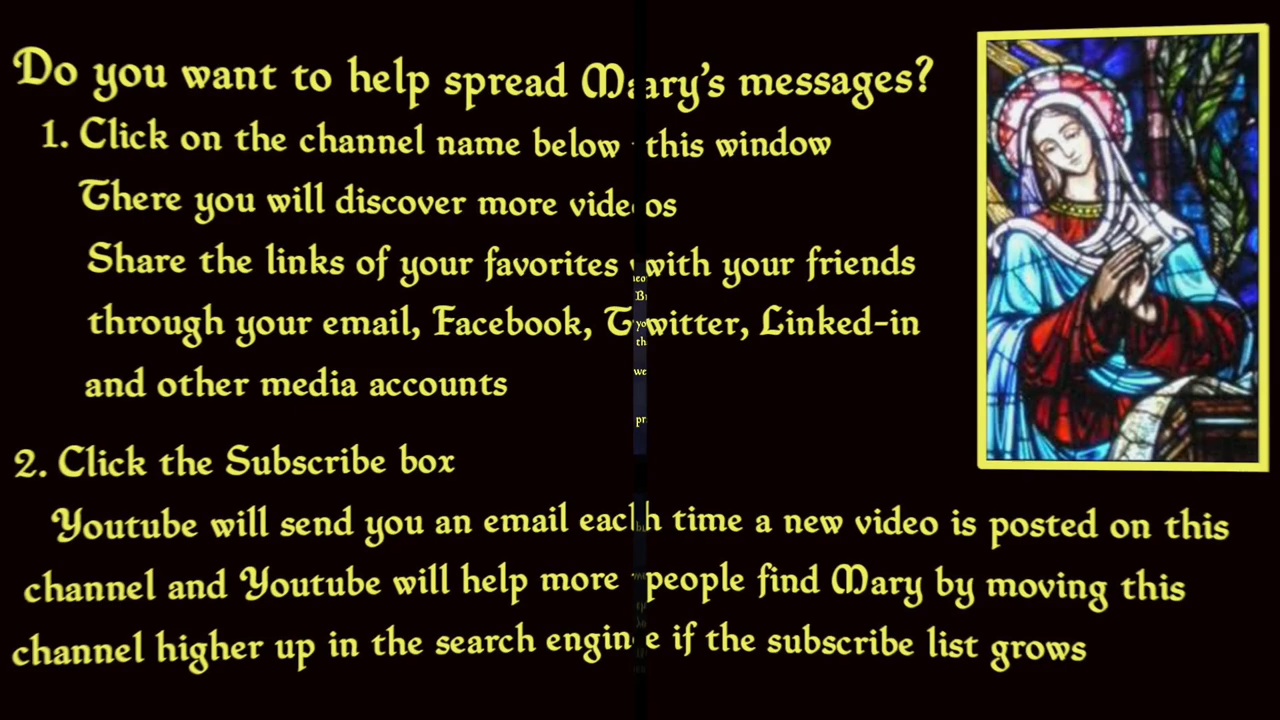 Do you want to help spread Mary's messages?
1. Click on the channel name below this window
There you will discover more videos
Share the links of your favorites with your friends
through your email, Facebook, Twitter, Linked-in
and other media accounts
2. Click the Subscribe box
Youtube will send you an email each time a new video is posted on this
channel and Youtube will help more people find Mary by moving this
channel higher up in the search engine if the subscribe list grows